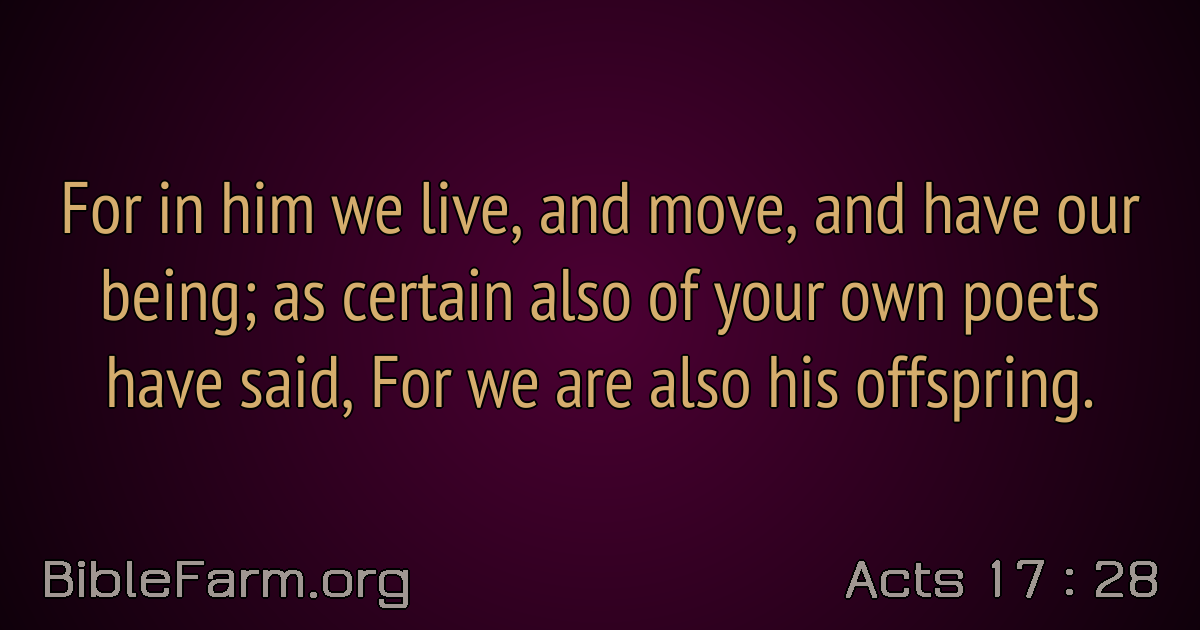 For in him we live, and move, and have our
being; as certain also of your own poets
have said, For we are also his offspring.
BibleFarm.org
Acts 17 : 28